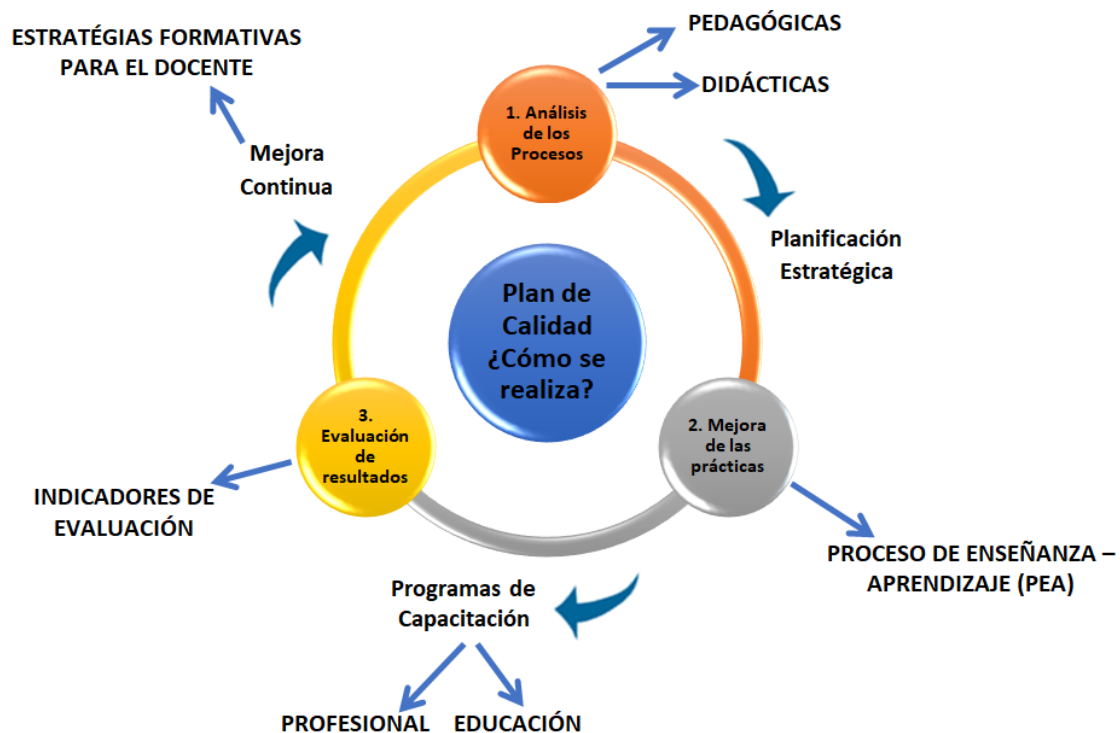 ESTRATÉGIAS FORMATIVAS
PARA EL DOCENTE
PEDAGÓGICAS
DIDÁCTICAS
1. Análisis
de los
Procesos
Mejora
Continua
Planificación
Estratégica
Plan de
Calidad
¿Cómo se
realiza?
2. Mejora
de las
prácticas
3.
Evaluación
de
resultados
INDICADORES DE
EVALUACIÓN
PROCESO DE ENSEÑANZA –
APRENDIZAJE (PEA)
Programas de
Capacitación
PROFESIONAL
EDUCACIÓN